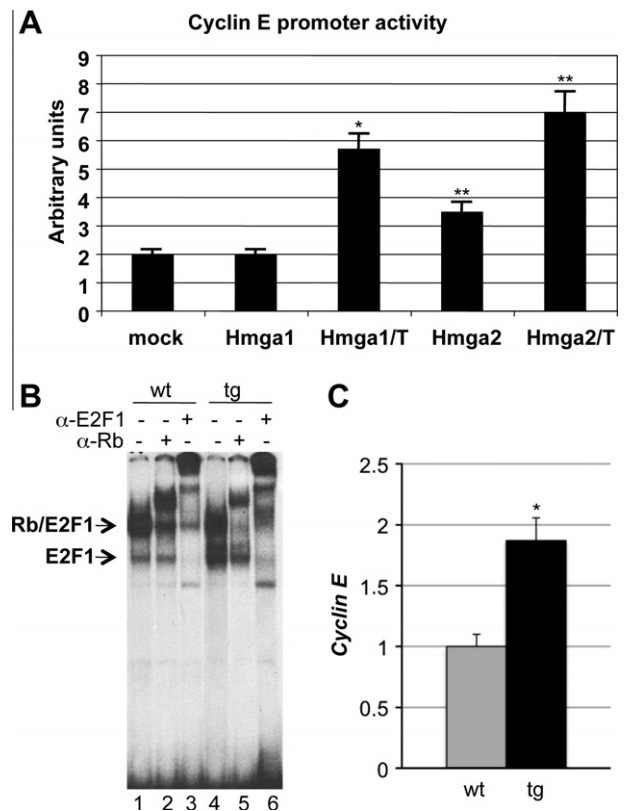 A
Cyclin E promoter activity
Arbitrary units
9
8
7
6
5
4
3
2
1
0
*
**
**
mock Hmga1 Hmga1/T Hmga2 Hmga2/T
B
wt tg
α-E2F1 - - + - - +
α-Rb - + - - + -
Rb/E2F1
E2F1
1 2 3 4 5 6
C
Cyclin E
2.5
2
1.5
1
0.5
0
*
wt tg